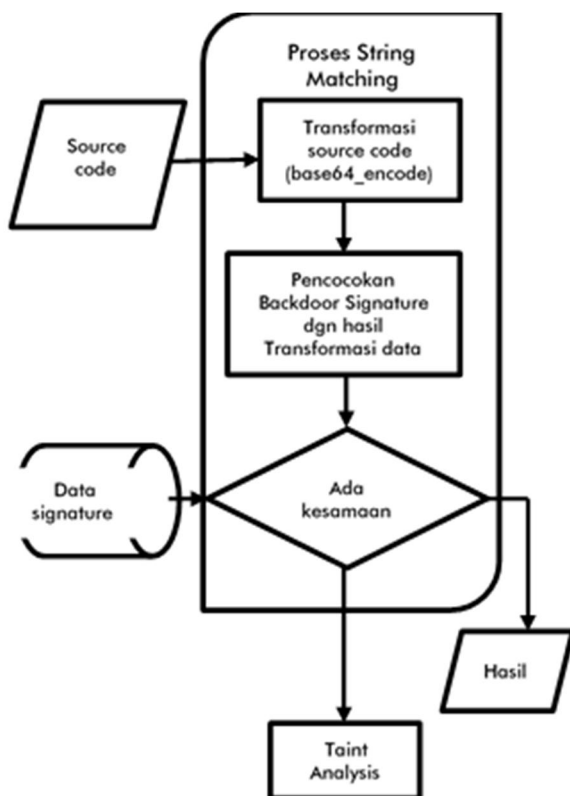 Proses String
Matching
Source
code
Transformasi
source code
(base64_encode)
Pencocokan
Backdoor Signature
dgn hasil
Transformasi data
Data
signature
Ada
kesamaan
Hasil
Taint
Analysis